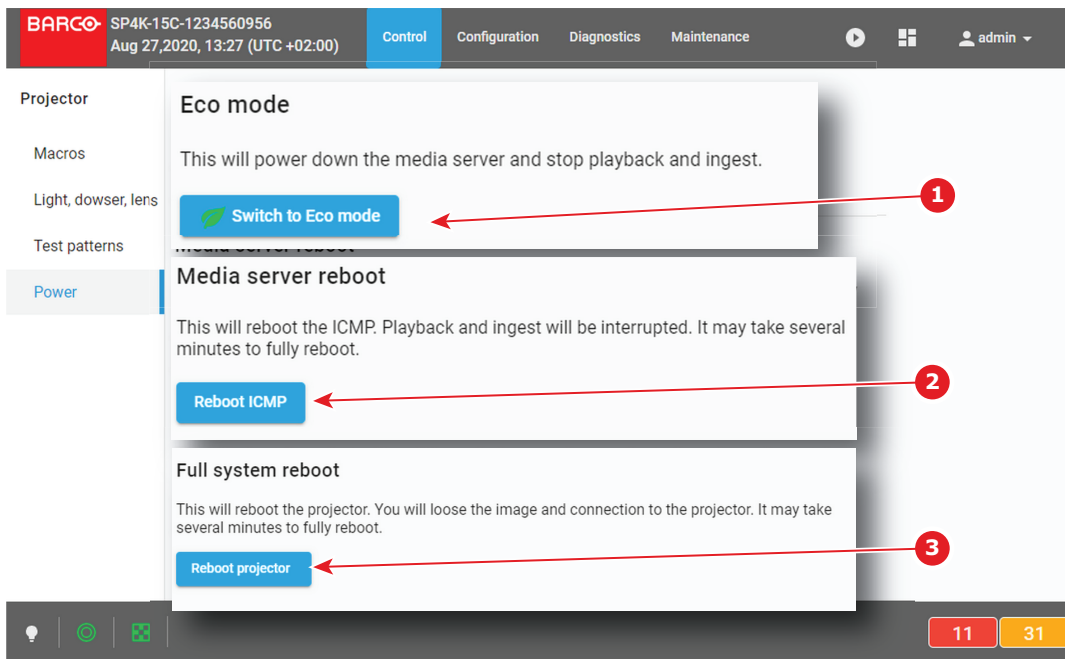 BARCO
SP4K-15C-1234560956
Aug 27,2020, 13:27 (UTC +02:00)
Control
Configuration
Diagnostics
Maintenance
admin
Projector
Macros
Light, dowser, lens
Test patterns
Power
Eco mode
This will power down the media server and stop playback and ingest.
Switch to Eco mode
1
Media server reboot
Media server reboot
This will reboot the ICMP. Playback and ingest will be interrupted. It may take several
minutes to fully reboot.
Reboot ICMP
2
Full system reboot
This will reboot the projector. You will loose the image and connection to the projector. It may take
several minutes to fully reboot.
Reboot projector
3
11
31